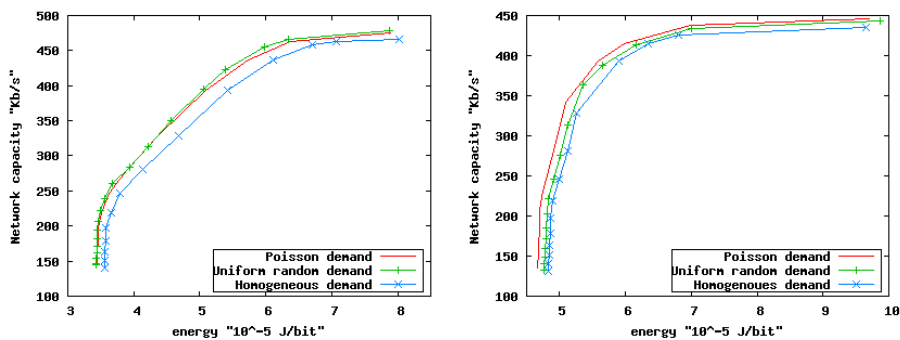 500
450
400
350
300
250
200
150
100
Network capacity "Kb/s"
Poisson demand
Uniform random demand
Homogeneous demand
3 4 5 6 7 8
energy "10^-5 J/bit"
450
400
350
300
250
200
150
100
Network capacity "Kb/s"
Poisson demand
Uniform random demand
Homogenoues demand
5 6 7 8 9 10
energy "10^-5 J/bit"